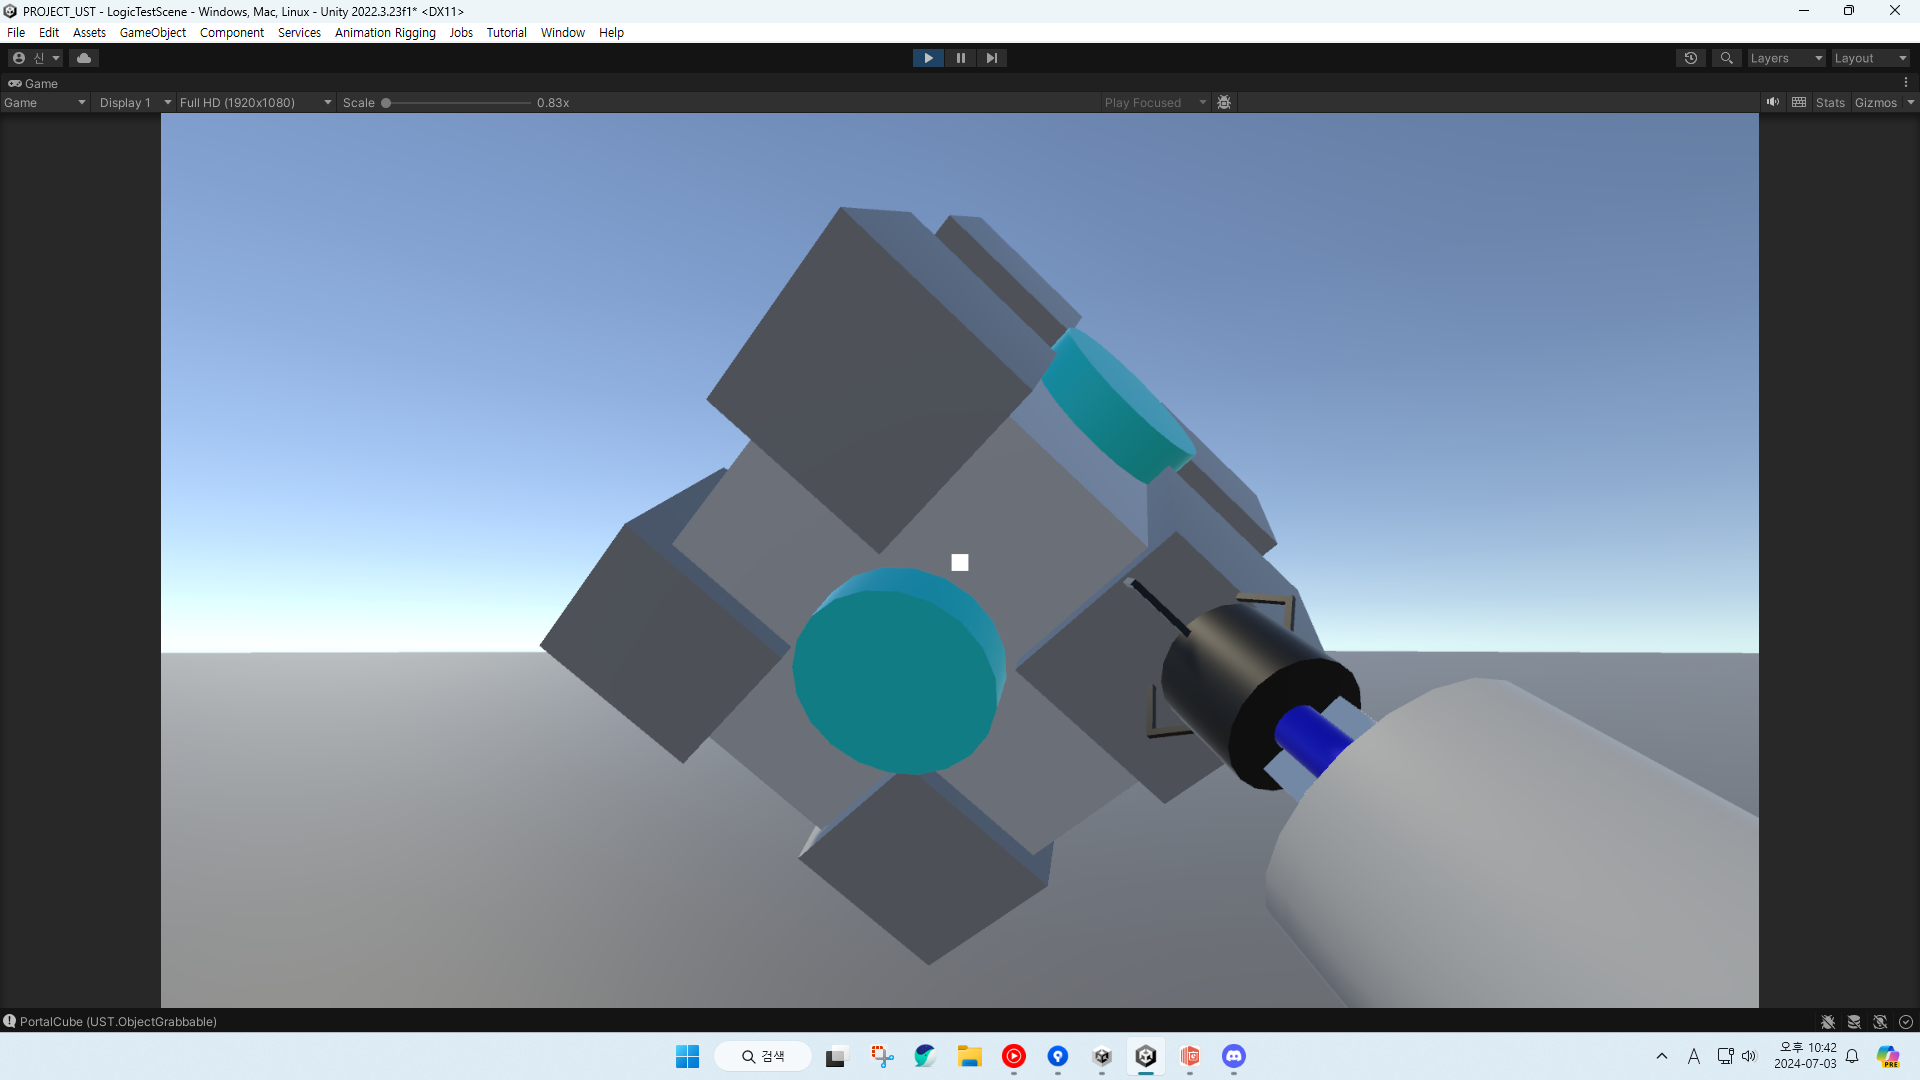 PROJECT_UST - LogicTestScene - Windows, Mac, Linux - Unity 2022.3.23f1* <DX11>
File Edit Assets GameObject Component Services Animation Rigging Jobs Tutorial Window Help
신 Layers Layout
Game
Game Display 1 Full HD (1920x1080) Scale 0.83x Play Focused Stats Gizmos
PortalCube (UST.ObjectGrabbable)
검색 A 오후 10:42
2024-07-03
PRE